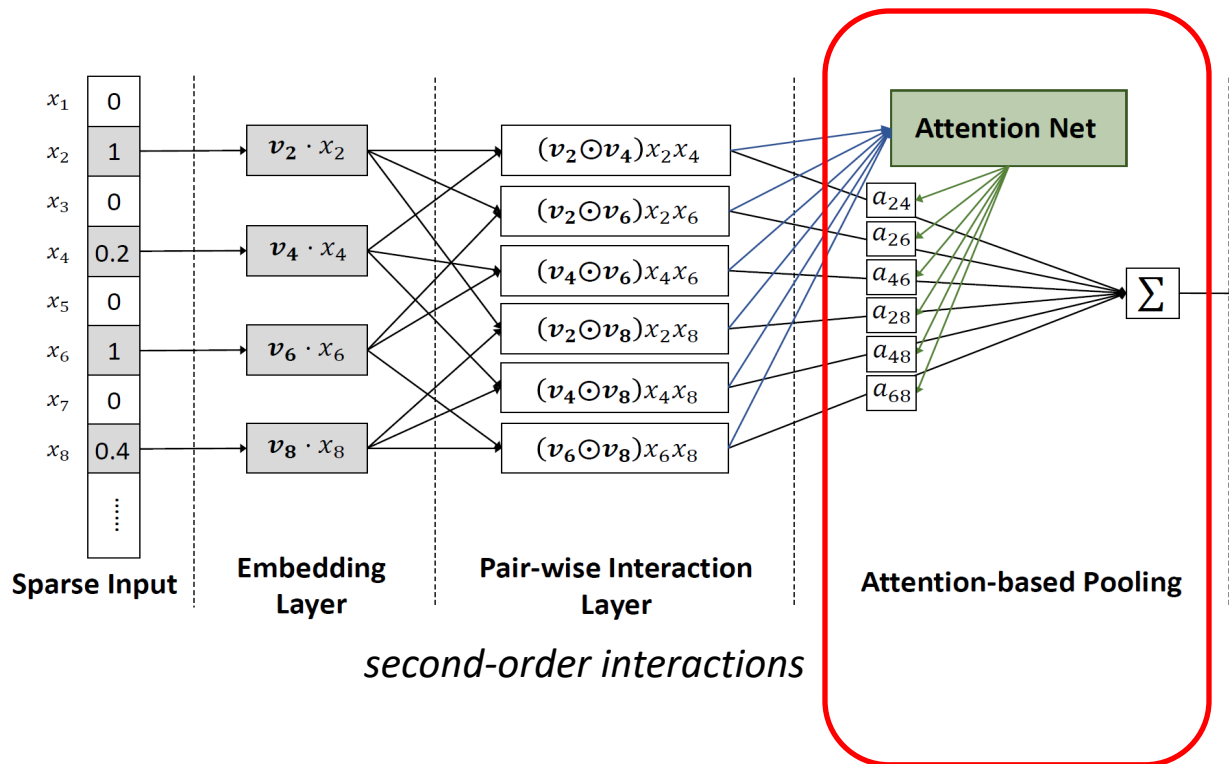 x₁ 0
x₂ 1
x₃ 0
x₄ 0.2
x₅ 0
x₆ 1
x₇ 0
x₈ 0.4
......
Sparse Input
v₂ · x₂
v₄ · x₄
v₆ · x₆
v₈ · x₈
Embedding
Layer
(v₂⊙v₄)x₂x₄
(v₂⊙v₆)x₂x₆
(v₄⊙v₆)x₄x₆
(v₂⊙v₈)x₂x₈
(v₄⊙v₈)x₄x₈
(v₆⊙v₈)x₆x₈
Pair-wise Interaction
Layer
second-order interactions
Attention Net
a₂₄
a₂₆
a₄₆
a₂₈
a₄₈
a₆₈
∑
Attention-based Pooling